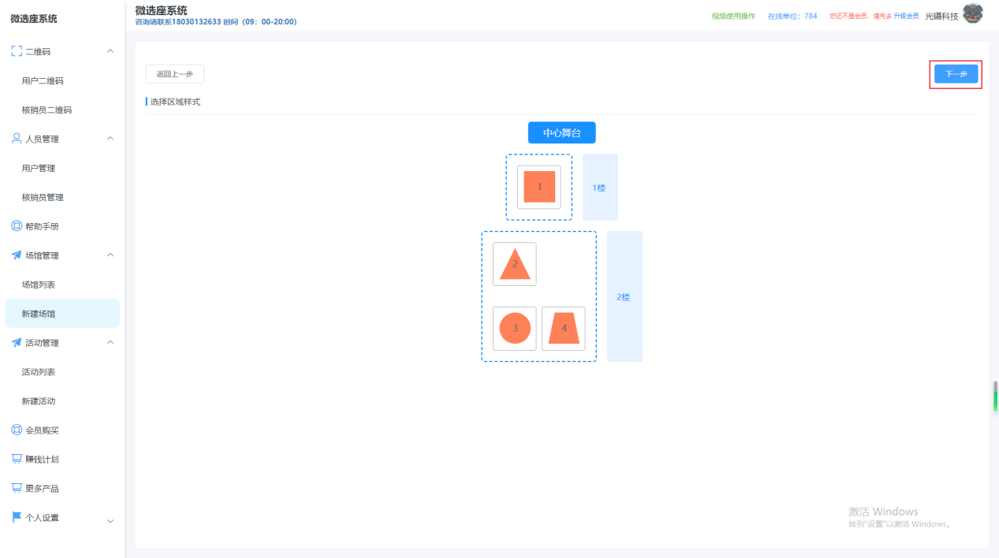 微选座系统
微选座系统
咨询请联系18030132633 时间（09：00-20:00）
视频使用操作 在线单位：784 您还不是会员，请先去 升级会员 光镊科技
二维码
用户二维码
核销员二维码
人员管理
用户管理
核销员管理
帮助手册
场馆管理
场馆列表
新建场馆
活动管理
活动列表
新建活动
会员购买
赚钱计划
更多产品
个人设置
返回上一步
下一步
选择区域样式
中心舞台
1
1楼
2
2楼
3
4
激活 Windows
转到"设置"以激活 Windows。